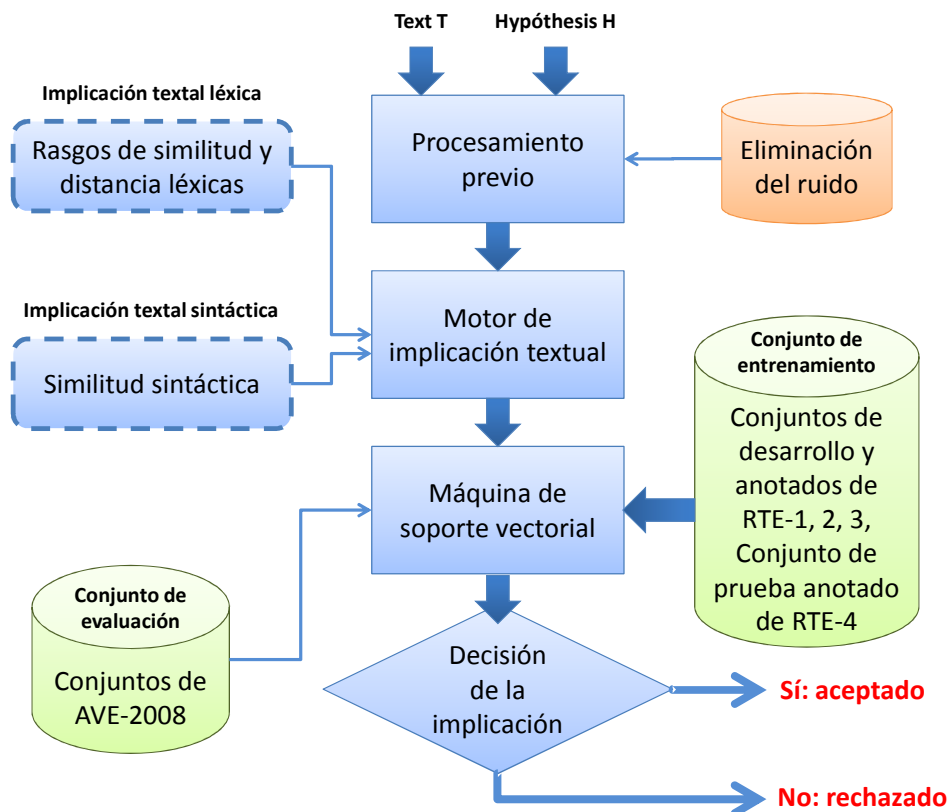 Text T
Hypóthesis H
Implicación textal léxica
Rasgos de similitud y
distancia léxicas
Procesamiento
previo
Eliminación
del ruido
Implicación textal sintáctica
Similitud sintáctica
Motor de
implicación textual
Conjunto de
entrenamiento
Conjuntos de
desarrollo y
anotados de
RTE-1, 2, 3,
Conjunto de
prueba anotado
de RTE-4
Máquina de
soporte vectorial
Conjunto de
evaluación
Conjuntos de
AVE-2008
Decisión
de la
implicación
Sí: aceptado
No: rechazado